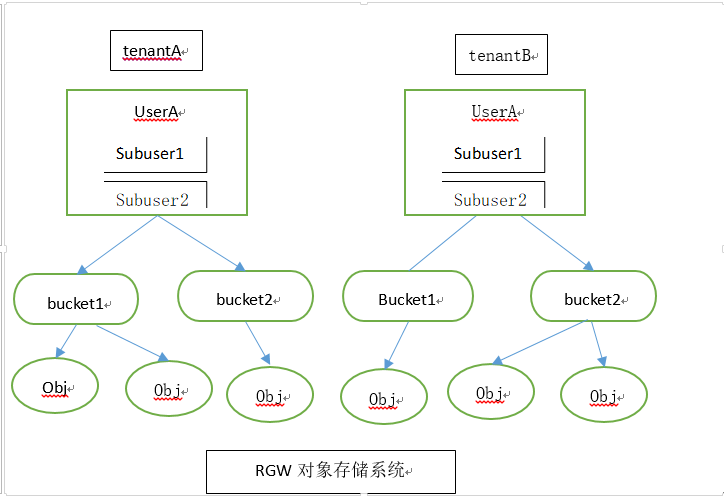 tenantA
tenantB
UserA
UserA
Subuser1
Subuser1
Subuser2
Subuser2
bucket1
bucket2
Bucket1
bucket2
Obj
Obj
Obj
Obj
Obj
Obj
RGW 对象存储系统